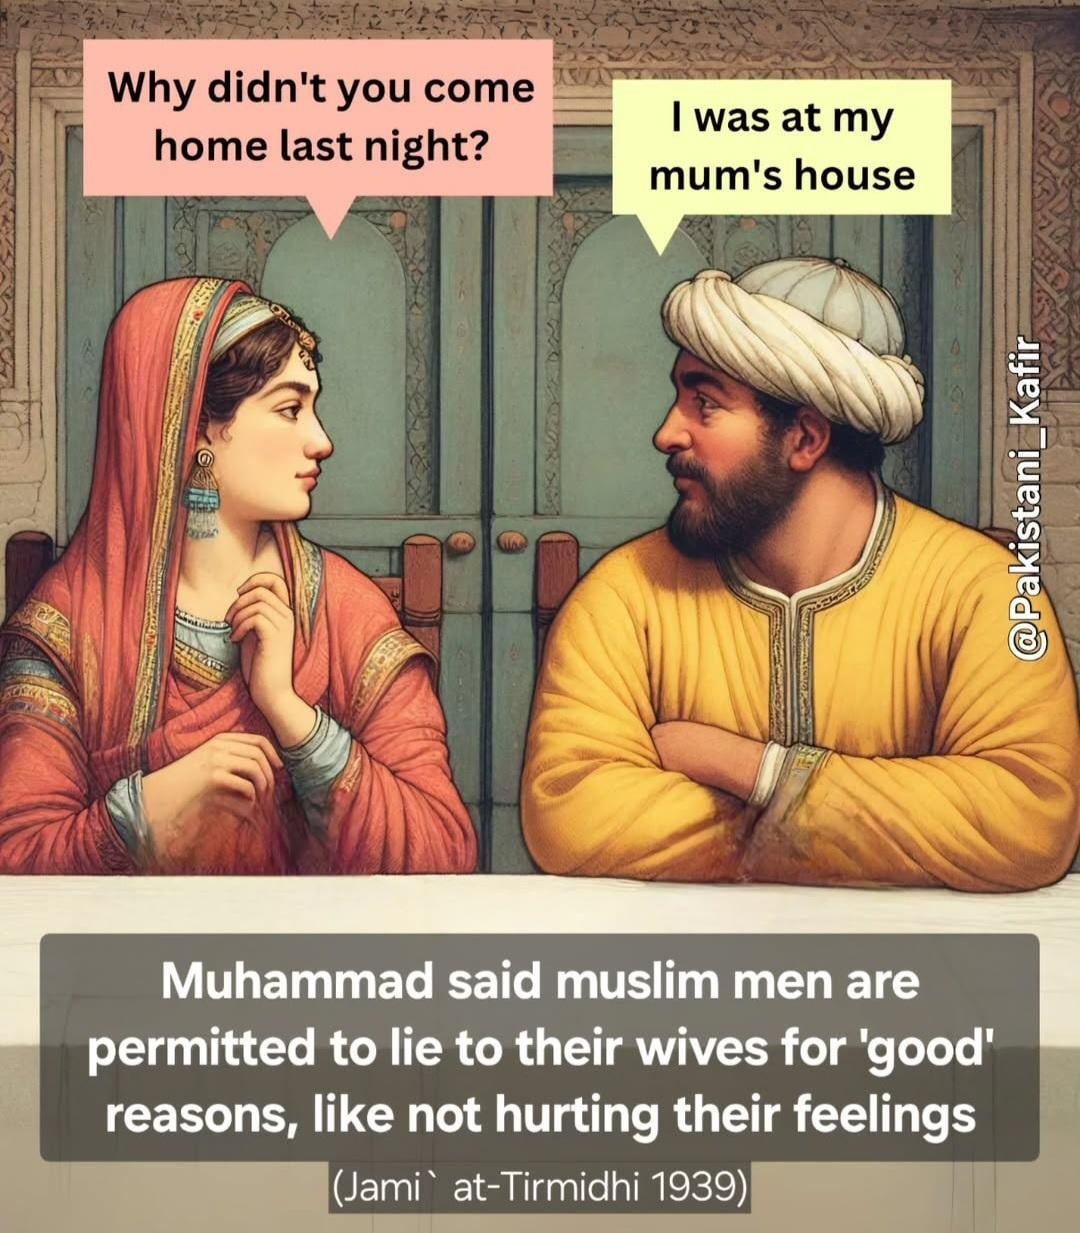 Why didn't you come
home last night?
I was at my
mum's house
@Pakistani_Kafir
Muhammad said muslim men are
permitted to lie to their wives for 'good'
reasons, like not hurting their feelings
(Jami` at-Tirmidhi 1939)